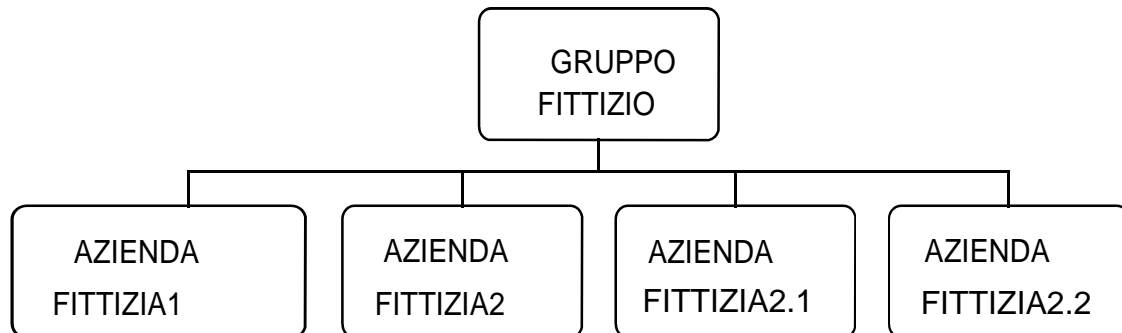 GRUPPO
FITTIZIO
AZIENDA
FITTIZIA1
AZIENDA
FITTIZIA2
AZIENDA
FITTIZIA2.1
AZIENDA
FITTIZIA2.2